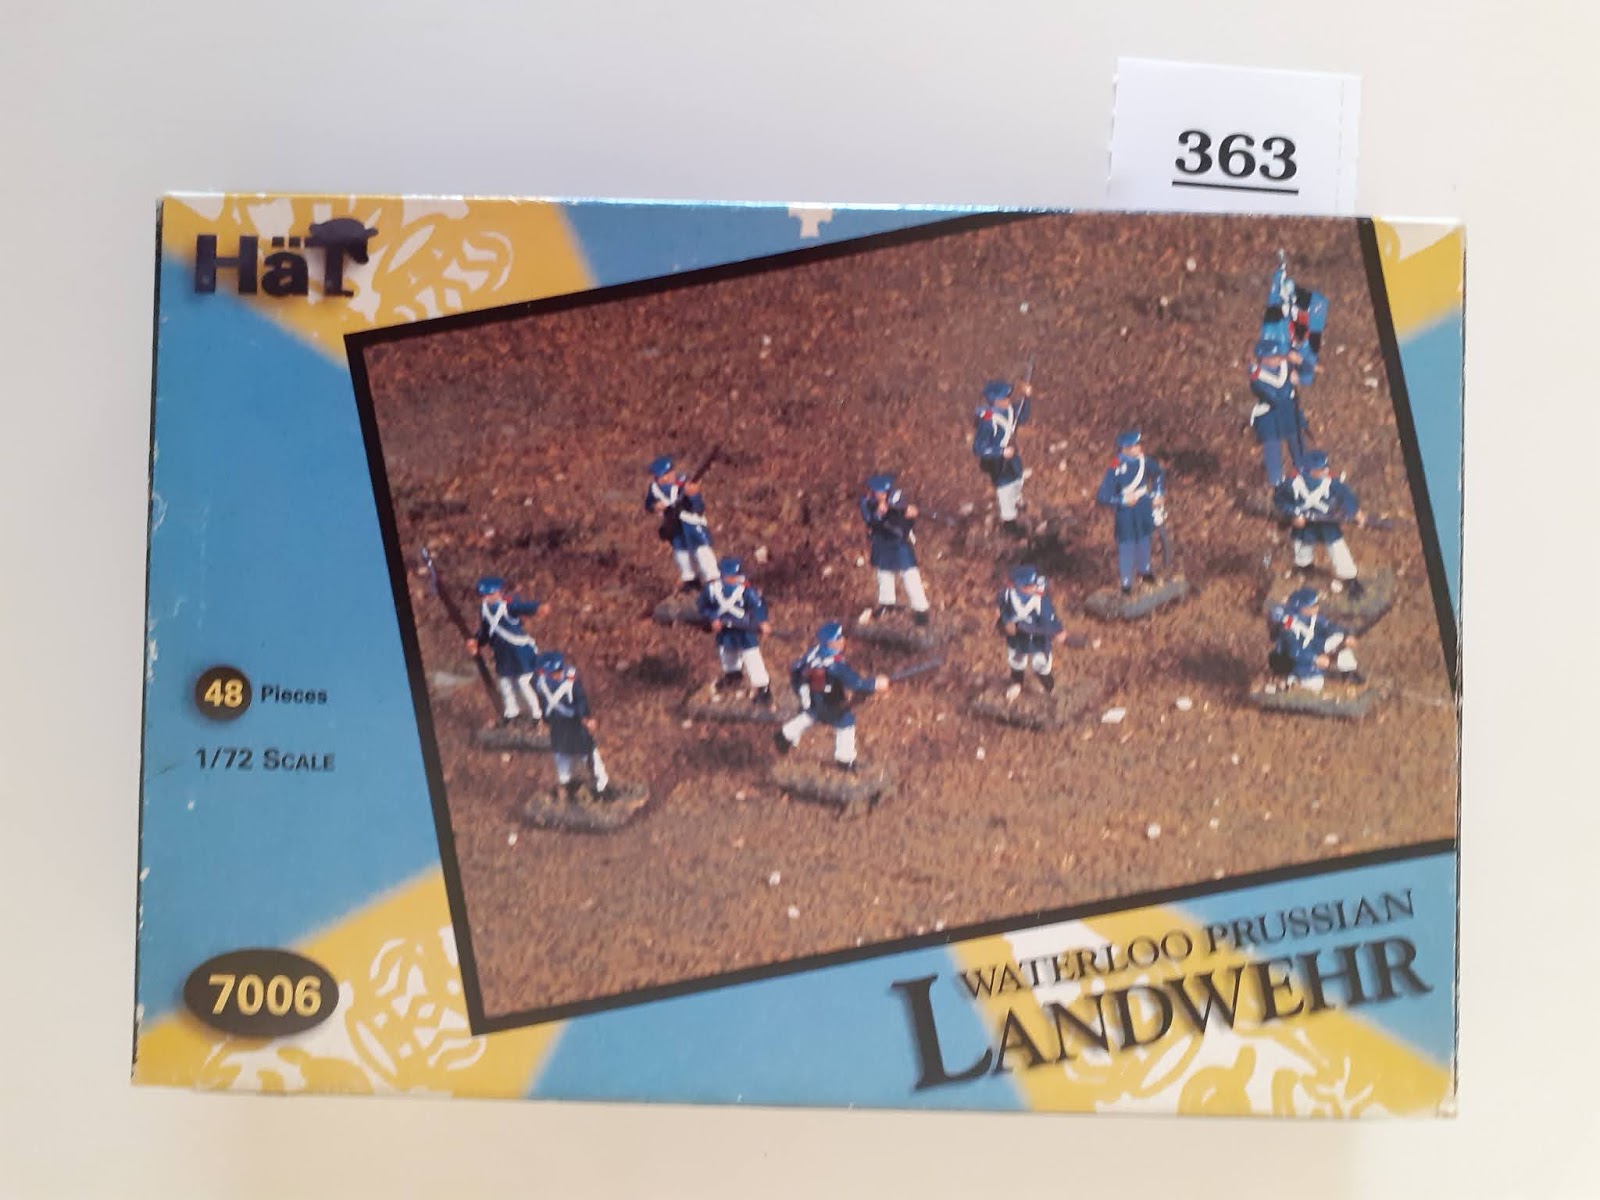 363
HäT
48 Pieces
1/72 SCALE
7006
WATERLOO PRUSSIAN
LANDWEHR